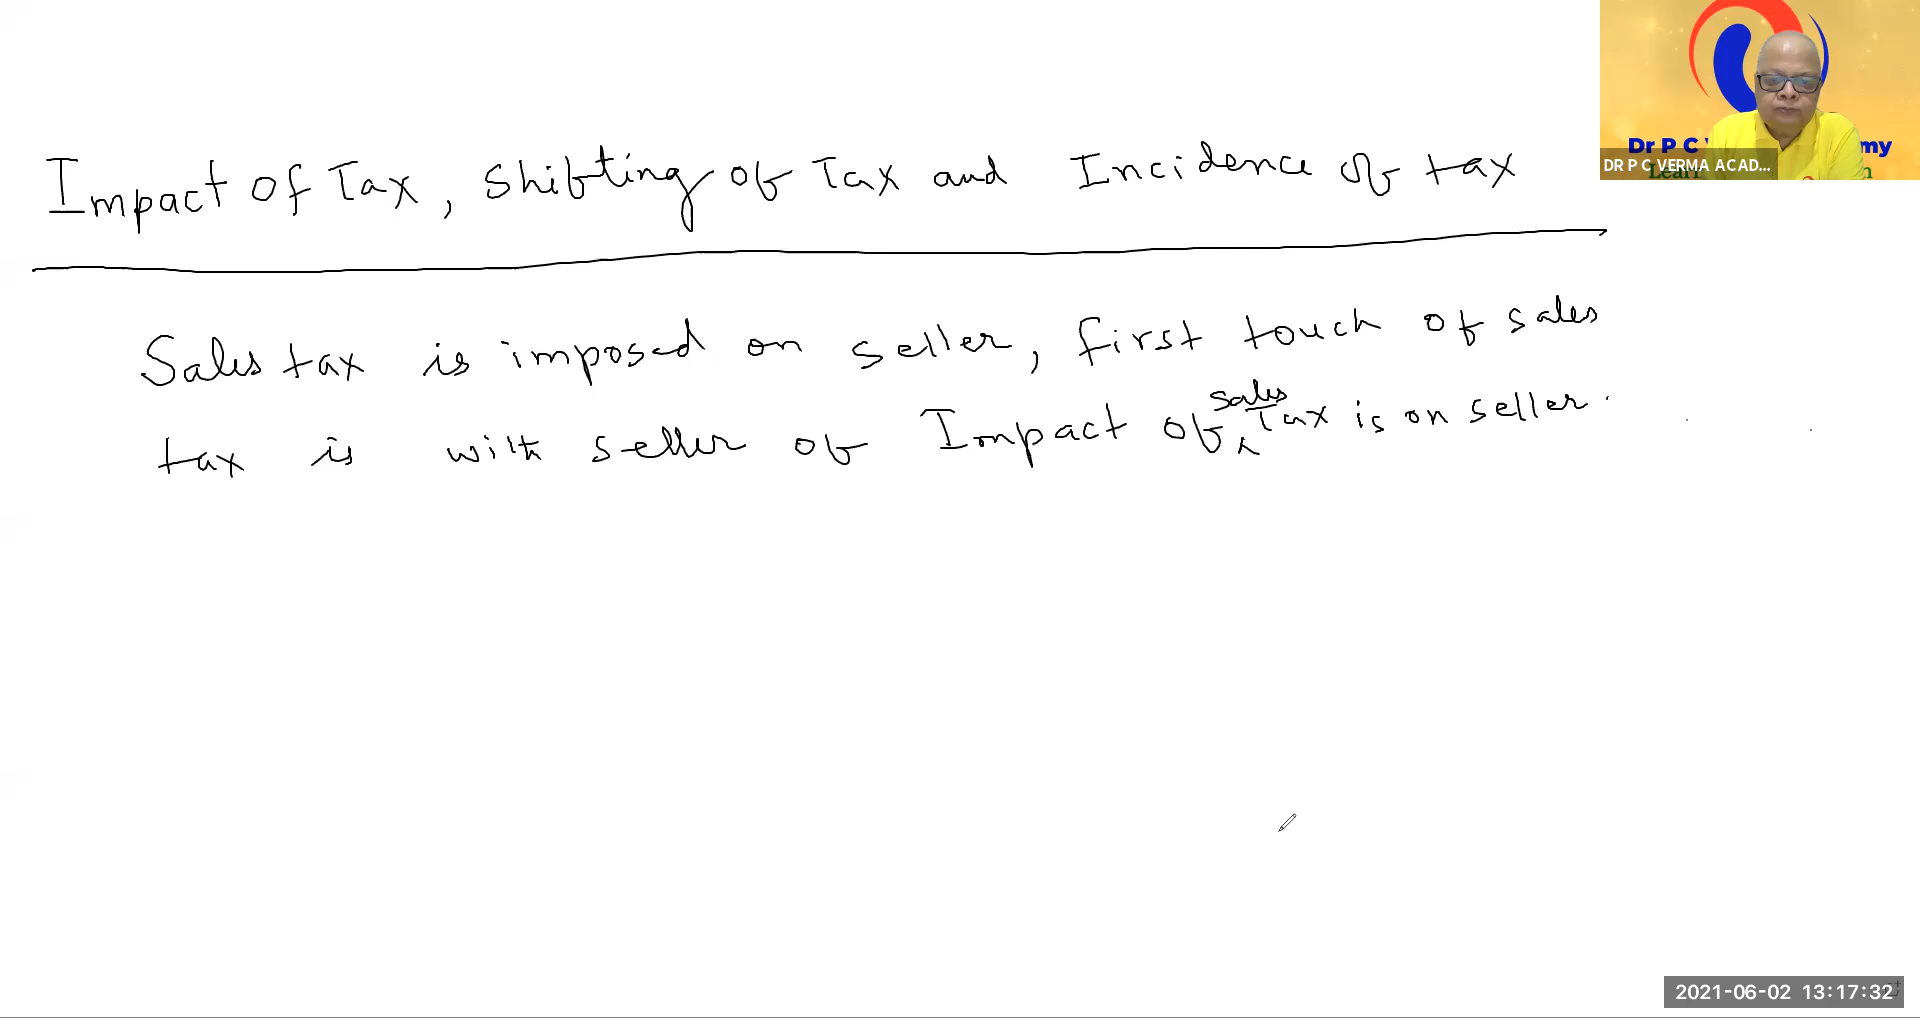 Impact of Tax, Shifting of Tax and Incidence of tax
Sales tax is imposed on seller, first touch of sales
tax is with seller of Impact of sales Tax is on seller.
Dr P C V my
DR P C VERMA ACAD...
Lear n
2021-06-02 13:17:32